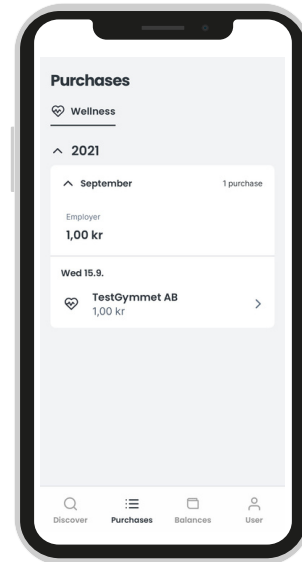 Purchases
Wellness
2021
September 1 purchase
Employer
1,00 kr
Wed 15.9.
TestGymmet AB
1,00 kr
Discover Purchases Balances User